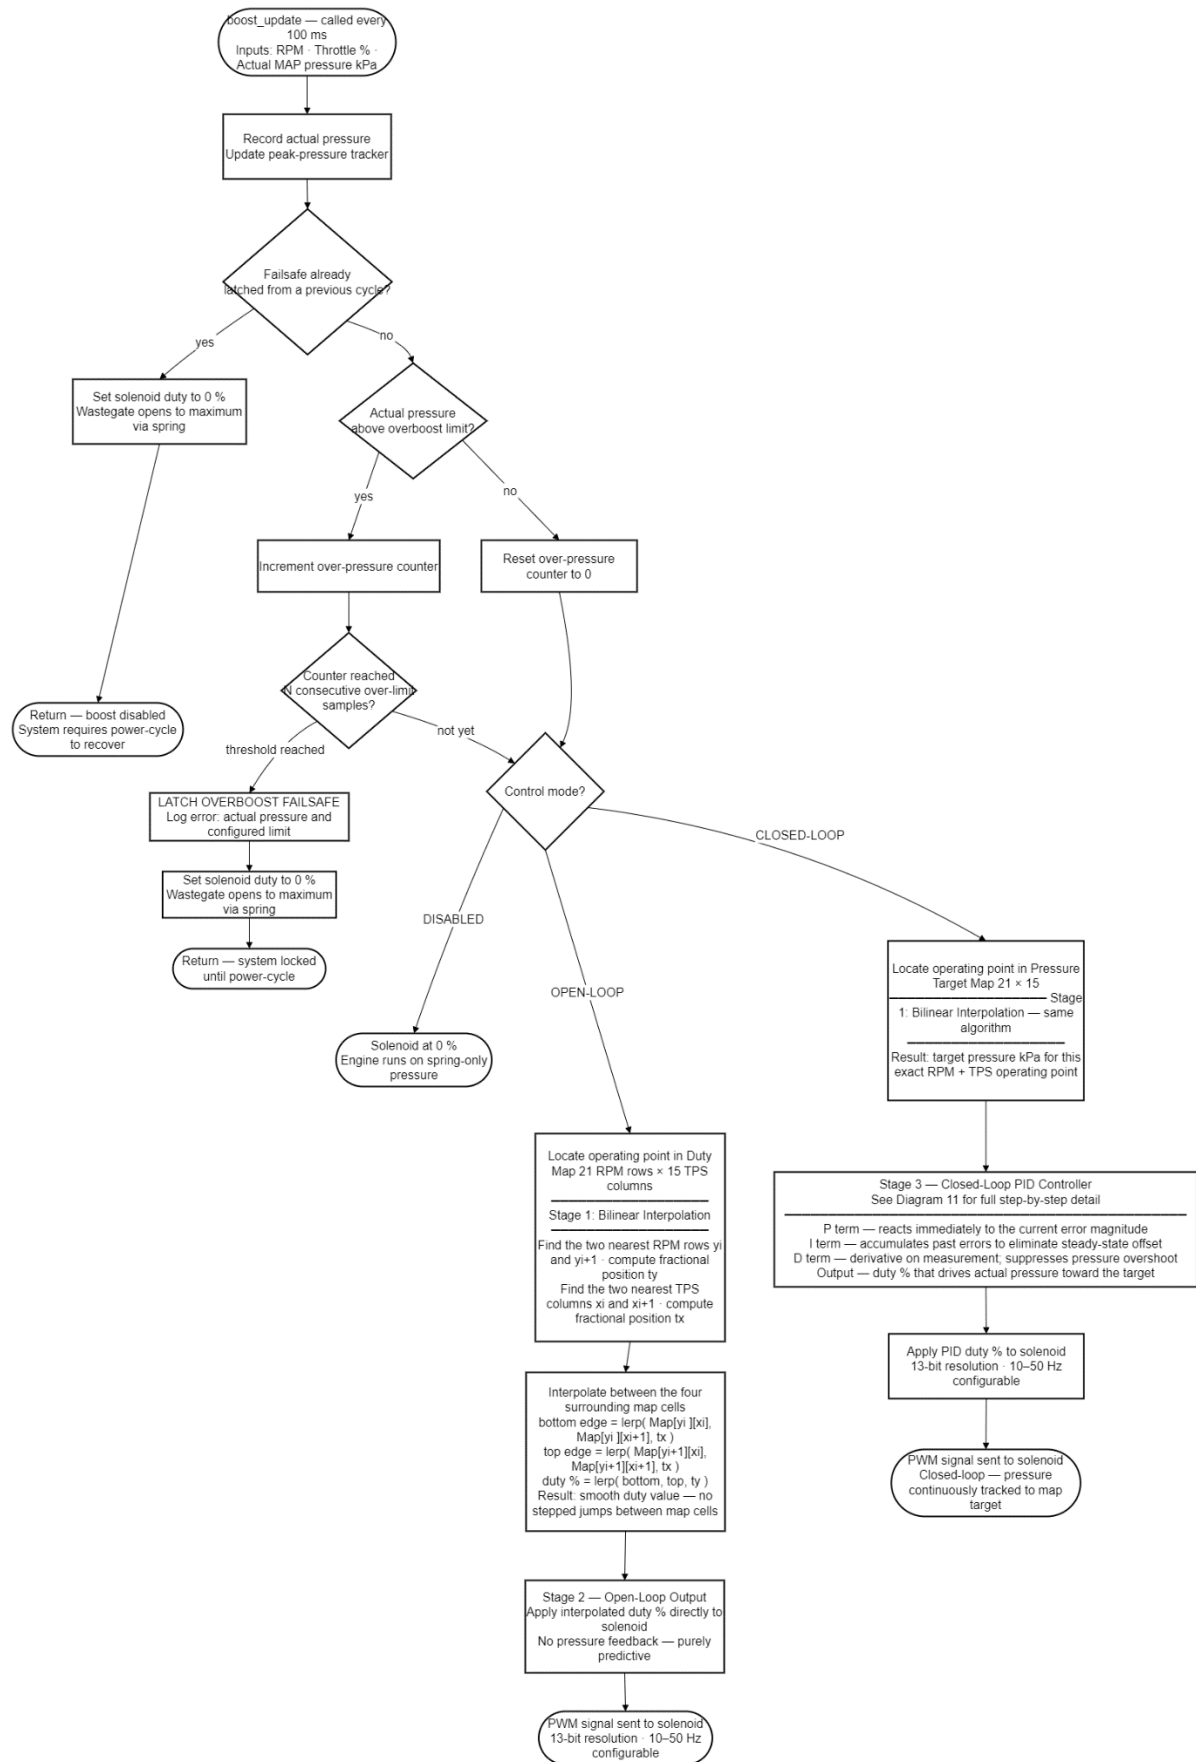 boost_update — called every
100 ms
Inputs: RPM · Throttle % ·
Actual MAP pressure kPa
Record actual pressure
Update peak-pressure tracker
Failsafe already
latched from a previous cycle?
yes
no
Set solenoid duty to 0 %
Wastegate opens to maximum
via spring
Actual pressure
above overboost limit?
yes
no
Increment over-pressure counter
Reset over-pressure
counter to 0
Counter reached
N consecutive over-limit
samples?
Return — boost disabled
System requires power-cycle
to recover
threshold reached
not yet
LATCH OVERBOOST FAILSAFE
Log error: actual pressure and
configured limit
Control mode?
Set solenoid duty to 0 %
Wastegate opens to maximum
via spring
Return — system locked
until power-cycle
DISABLED
OPEN-LOOP
CLOSED-LOOP
Solenoid at 0 %
Engine runs on spring-only
pressure
Locate operating point in Pressure
Target Map 21 × 15
Stage
1: Bilinear Interpolation — same
algorithm
Result: target pressure kPa for this
exact RPM + TPS operating point
Locate operating point in Duty
Map 21 RPM rows × 15 TPS
columns
Stage 1: Bilinear Interpolation
Find the two nearest RPM rows yi
and yi+1 · compute fractional
position ty
Find the two nearest TPS
columns xi and xi+1 · compute
fractional position tx
Stage 3 — Closed-Loop PID Controller
See Diagram 11 for full step-by-step detail
P term — reacts immediately to the current error magnitude
I term — accumulates past errors to eliminate steady-state offset
D term — derivative on measurement; suppresses pressure overshoot
Output — duty % that drives actual pressure toward the target
Interpolate between the four
surrounding map cells
bottom edge = lerp( Map[yi ][xi],
Map[yi ][xi+1], tx )
top edge = lerp( Map[yi+1][xi],
Map[yi+1][xi+1], tx )
duty % = lerp( bottom, top, ty )
Result: smooth duty value — no
stepped jumps between map cells
Apply PID duty % to solenoid
13-bit resolution · 10–50 Hz
configurable
PWM signal sent to solenoid
Closed-loop — pressure
continuously tracked to map
target
Stage 2 — Open-Loop Output
Apply interpolated duty % directly to
solenoid
No pressure feedback — purely
predictive
PWM signal sent to solenoid
13-bit resolution · 10–50 Hz
configurable